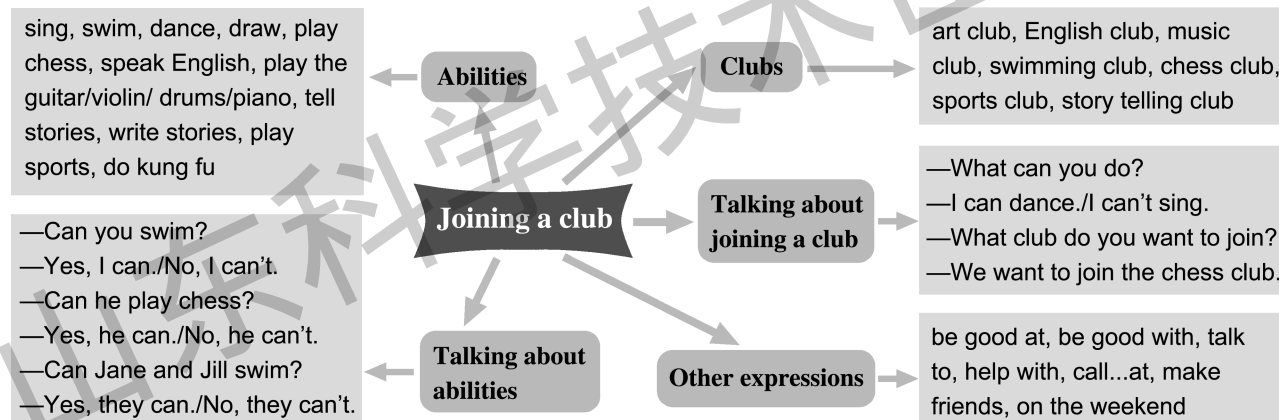 sing, swim, dance, draw, play
chess, speak English, play the
guitar/violin/ drums/piano, tell
stories, write stories, play
sports, do kung fu
Abilities
Clubs
art club, English club, music
club, swimming club, chess club,
sports club, story telling club
Joining a club
Talking about
joining a club
—What can you do?
—I can dance./I can't sing.
—What club do you want to join?
—We want to join the chess club.
—Can you swim?
—Yes, I can./No, I can't.
—Can he play chess?
—Yes, he can./No, he can't.
—Can Jane and Jill swim?
—Yes, they can./No, they can't.
Talking about
abilities
Other expressions
be good at, be good with, talk
to, help with, call...at, make
friends, on the weekend
山东科学技术